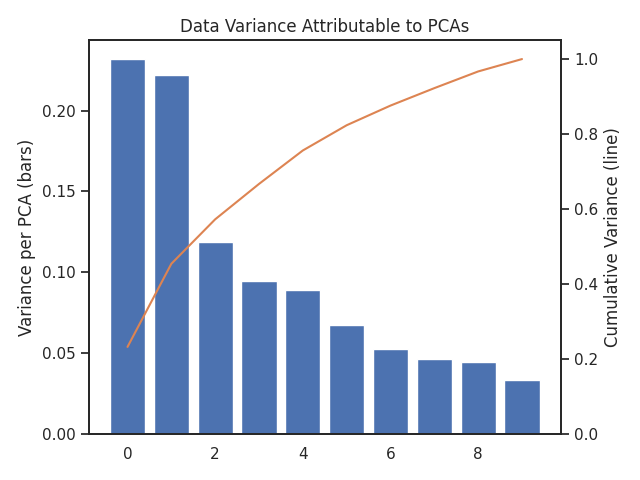 Data Variance Attributable to PCAs
Variance per PCA (bars)
0.20
0.15
0.10
0.05
0.00
1.0
0.8
0.6
0.4
0.2
0.0
Cumulative Variance (line)
0 2 4 6 8